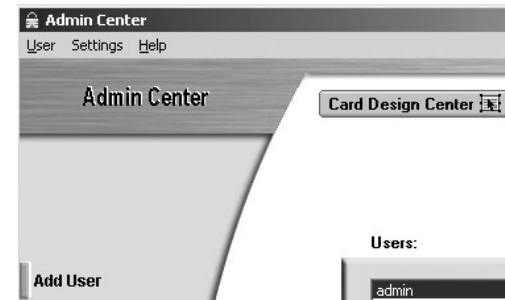 Admin Center
User Settings Help
Admin Center
Card Design Center
Users:
Add User
admin